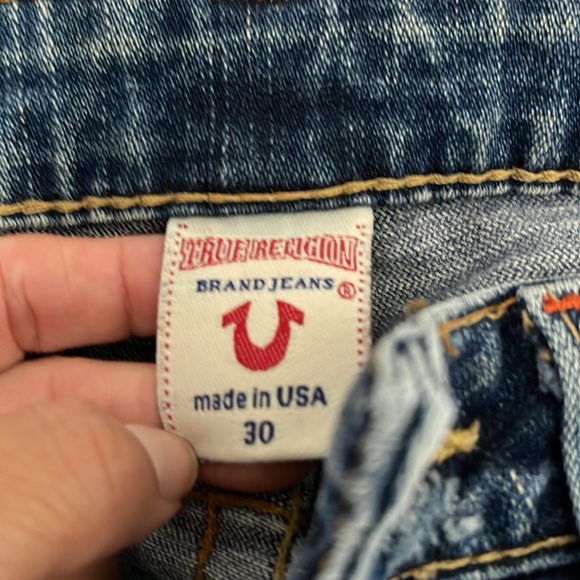 TRUE RELIGION
BRAND JEANS ®
made in USA
30